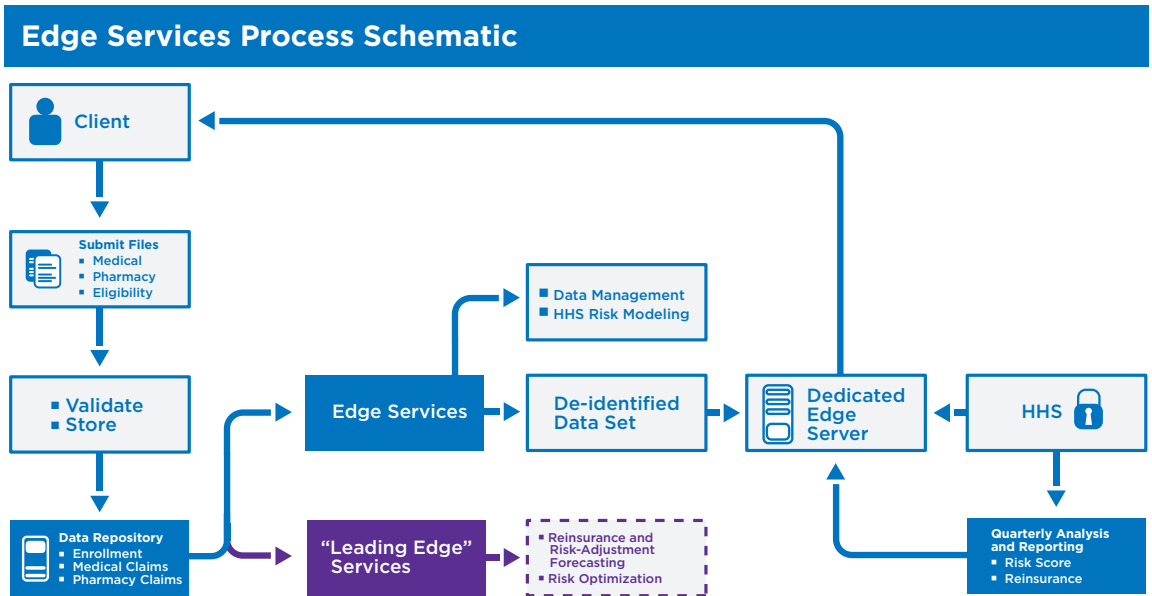 Edge Services Process Schematic
Client
Submit Files
▪ Medical
▪ Pharmacy
▪ Eligibility
▪ Validate
▪ Store
Data Repository
▪ Enrollment
▪ Medical Claims
▪ Pharmacy Claims
Edge Services
▪ Data Management
▪ HHS Risk Modeling
De-identified
Data Set
Dedicated
Edge
Server
HHS
Quarterly Analysis
and Reporting
▪ Risk Score
▪ Reinsurance
“Leading Edge”
Services
▪ Reinsurance and
Risk-Adjustment
Forecasting
▪ Risk Optimization